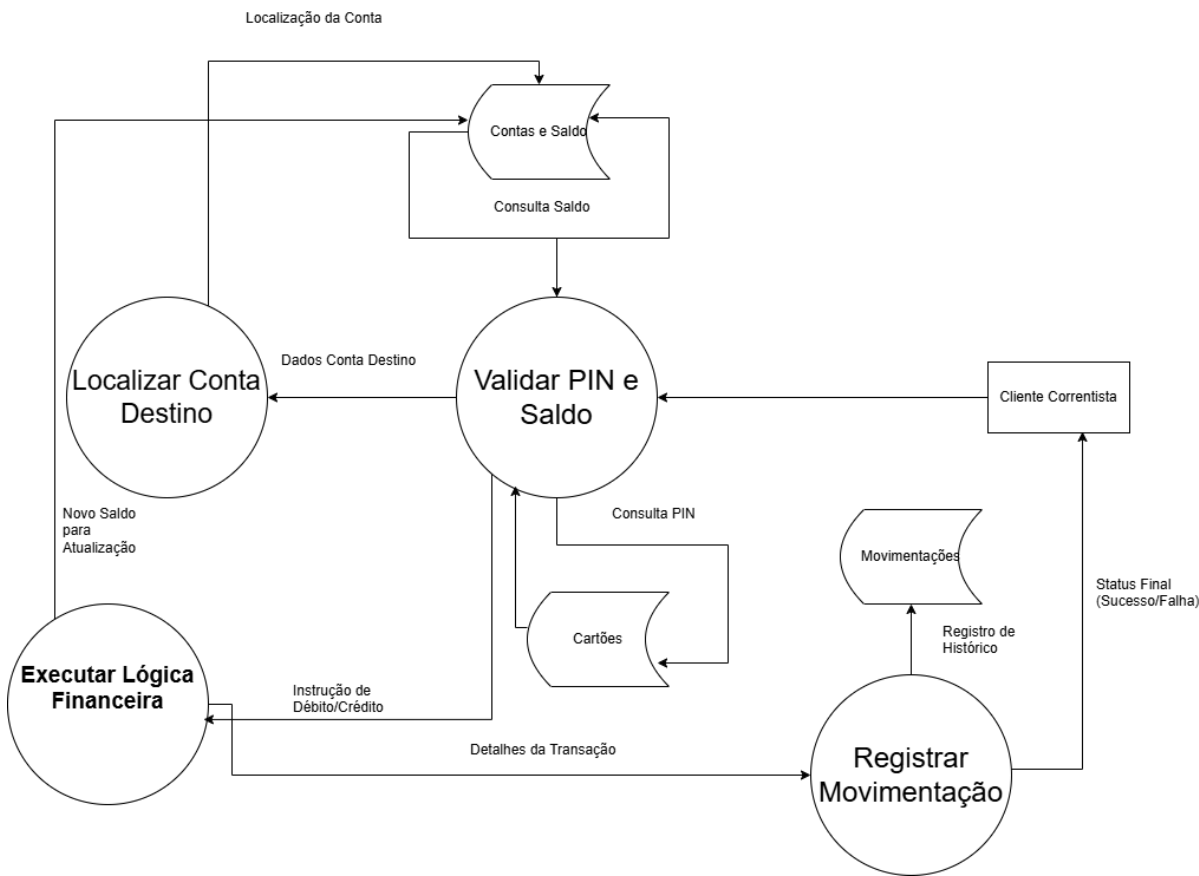 Localização da Conta
Contas e Saldo
Consulta Saldo
Localizar Conta
Destino
Dados Conta Destino
Validar PIN e
Saldo
Cliente Correntista
Novo Saldo
para
Atualização
Consulta PIN
Movimentações
Status Final
(Sucesso/Falha)
Cartões
Registro de
Histórico
Executar Lógica
Financeira
Instrução de
Débito/Crédito
Detalhes da Transação
Registrar
Movimentação